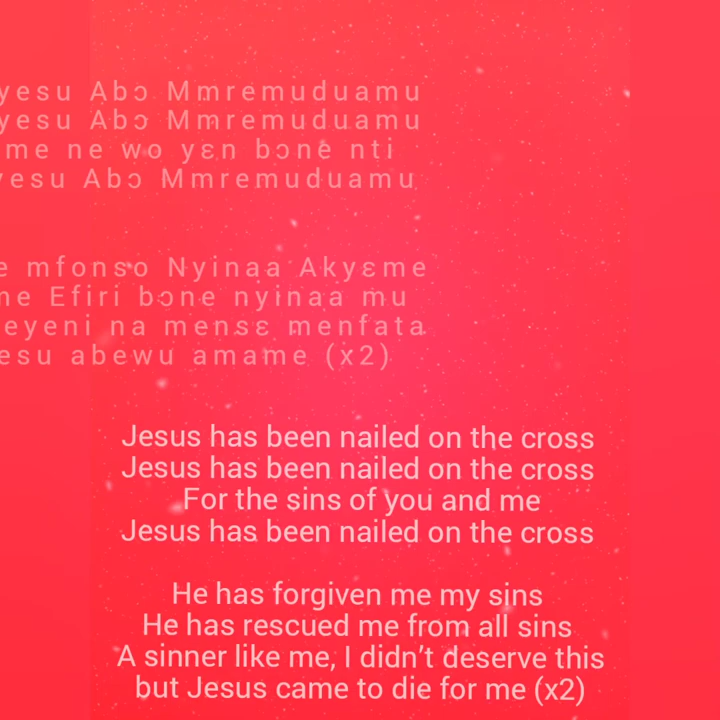 yesu Abɔ Mmremuduamu
yesu Abɔ Mmremuduamu
me ne wo yɛn bɔne nti
yesu Abɔ Mmremuduamu
e mfonso Nyinaa Akyɛme
me Efiri bɔne nyinaa mu
eyeni na mensɛ menfata
esu abewu amame (x2)
Jesus has been nailed on the cross
Jesus has been nailed on the cross
For the sins of you and me
Jesus has been nailed on the cross
He has forgiven me my sins
He has rescued me from all sins
A sinner like me, I didn't deserve this
but Jesus came to die for me (x2)